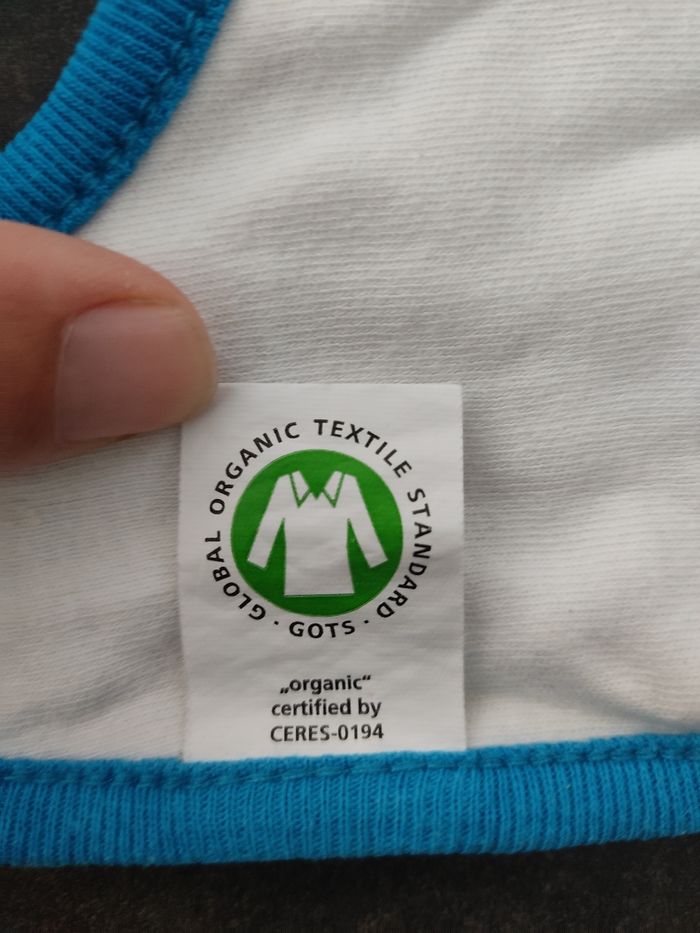 GLOBAL ORGANIC TEXTILE STANDARD · GOTS ·
„organic“
certified by
CERES-0194